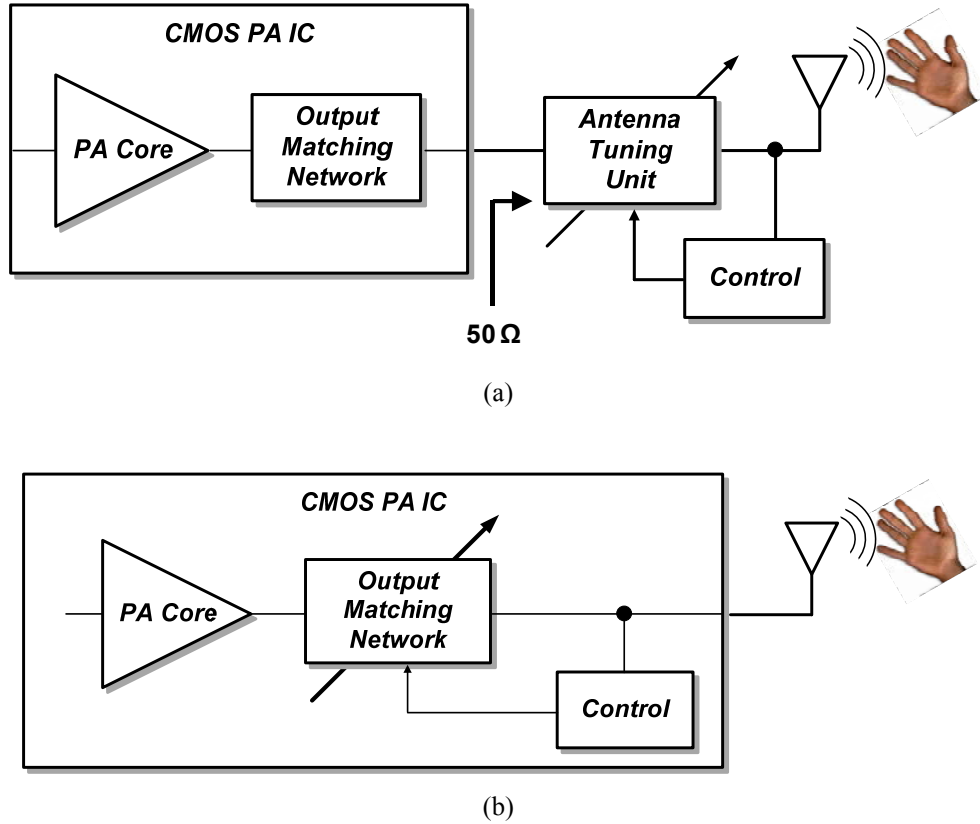 CMOS PA IC
PA Core
Output
Matching
Network
Antenna
Tuning
Unit
Control
50 Ω
(a)
CMOS PA IC
PA Core
Output
Matching
Network
Control
(b)